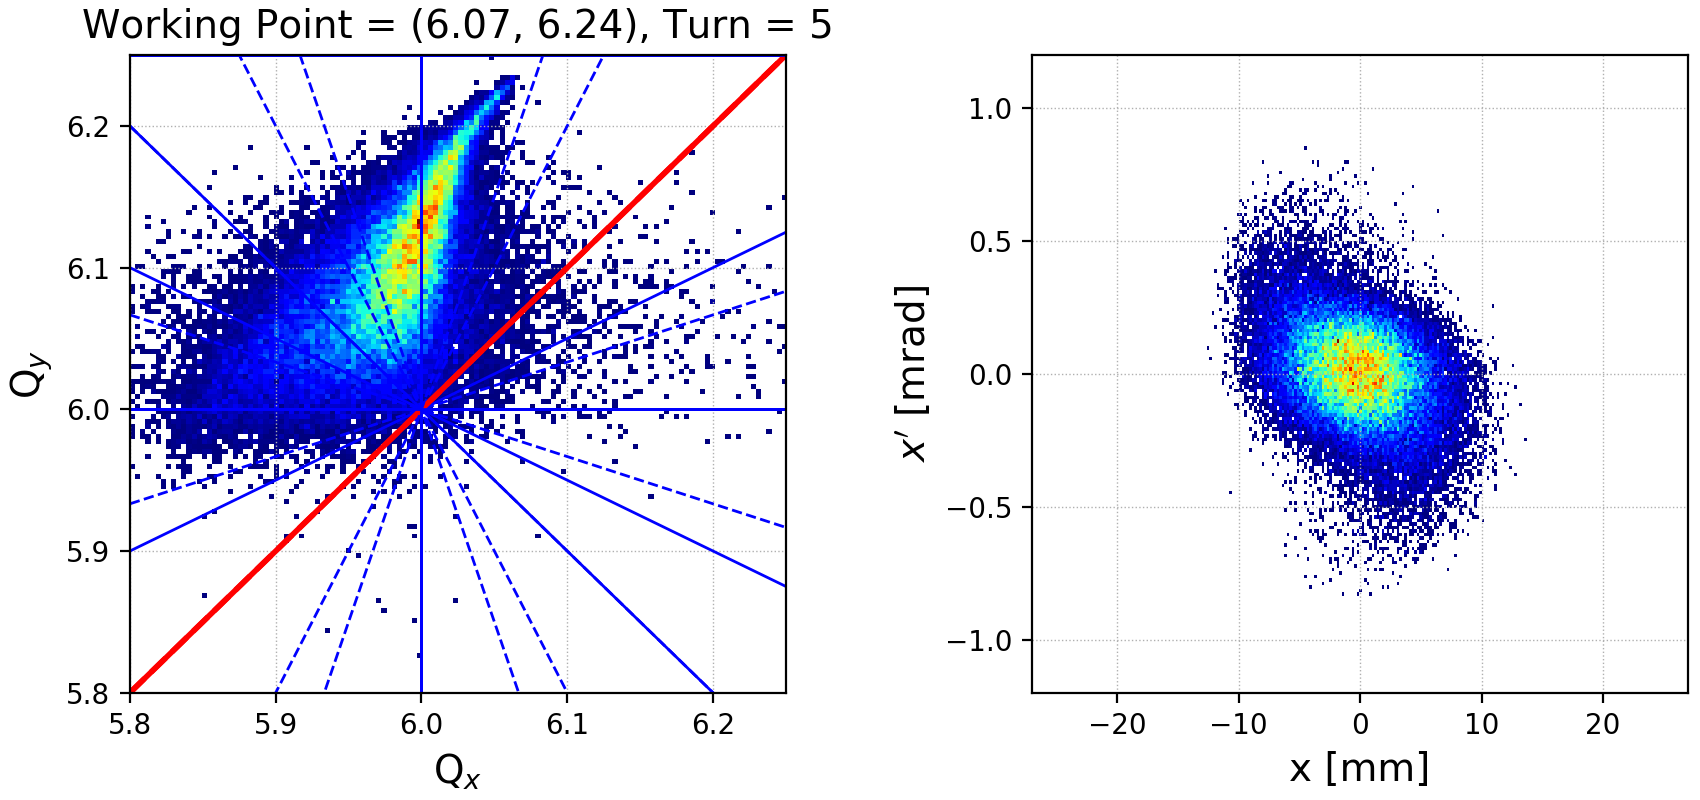 Working Point = (6.07, 6.24), Turn = 5
6.2
6.1
6.0
5.9
5.8
Q_y
5.8 5.9 6.0 6.1 6.2
Q_x
1.0
0.5
0.0
−0.5
−1.0
x′ [mrad]
−20 −10 0 10 20
x [mm]